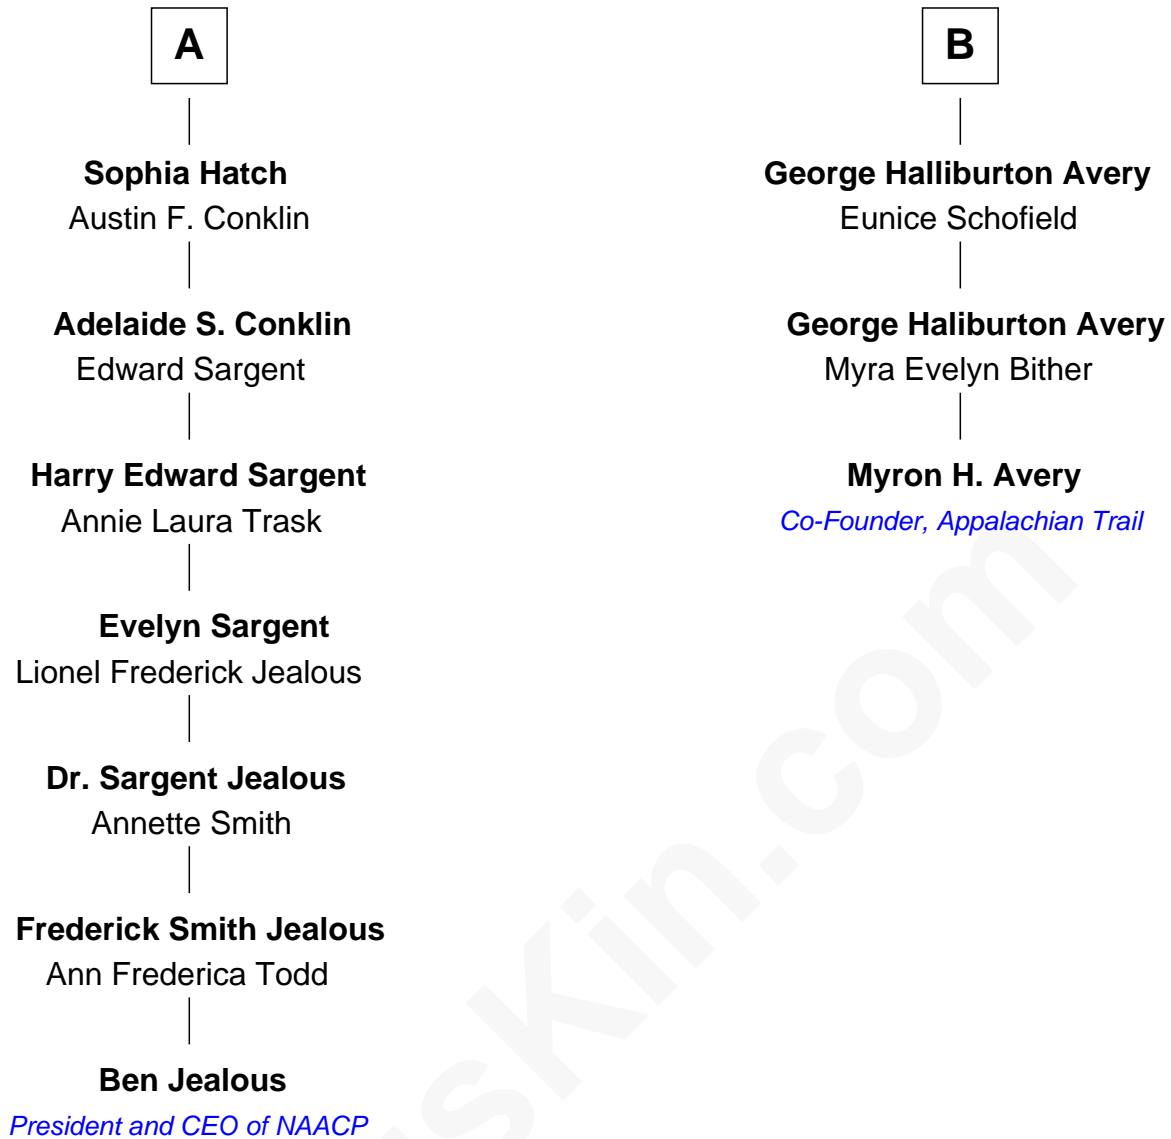 A
Sophia Hatch
Austin F. Conklin
Adelaide S. Conklin
Edward Sargent
Harry Edward Sargent
Annie Laura Trask
Evelyn Sargent
Lionel Frederick Jealous
Dr. Sargent Jealous
Annette Smith
Frederick Smith Jealous
Ann Frederica Todd
Ben Jealous
President and CEO of NAACP
B
George Halliburton Avery
Eunice Schofield
George Haliburton Avery
Myra Evelyn Bither
Myron H. Avery
Co-Founder, Appalachian Trail
usKin.com